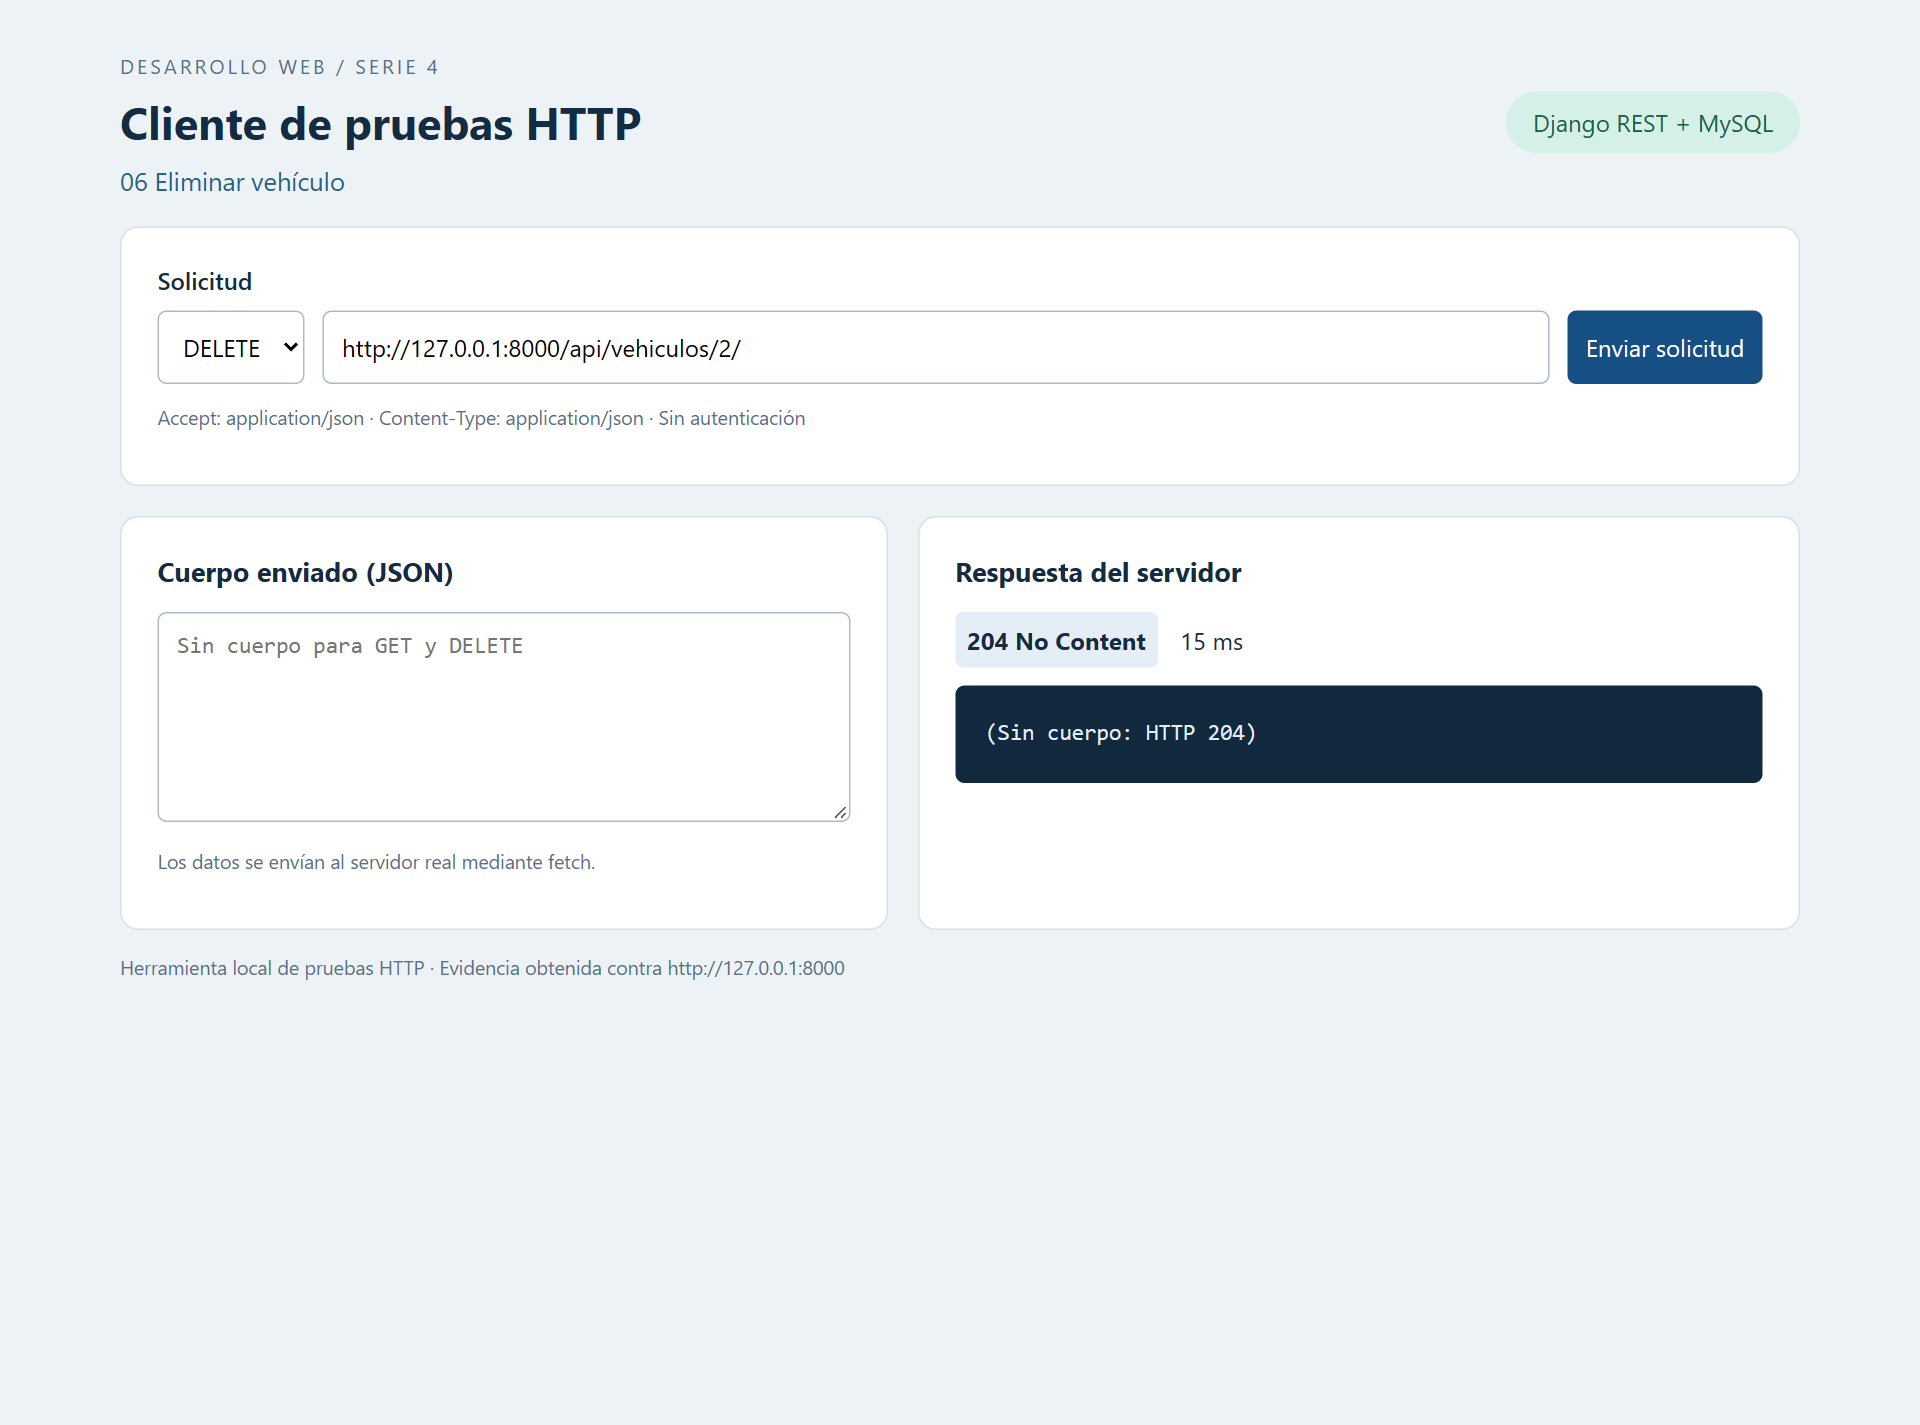 DESARROLLO WEB / SERIE 4
Cliente de pruebas HTTP
Django REST + MySQL
06 Eliminar vehículo
Solicitud
DELETE
http://127.0.0.1:8000/api/vehiculos/2/
Enviar solicitud
Accept: application/json · Content-Type: application/json · Sin autenticación
Cuerpo enviado (JSON)
Sin cuerpo para GET y DELETE
Los datos se envían al servidor real mediante fetch.
Respuesta del servidor
204 No Content
15 ms
(Sin cuerpo: HTTP 204)
Herramienta local de pruebas HTTP · Evidencia obtenida contra http://127.0.0.1:8000